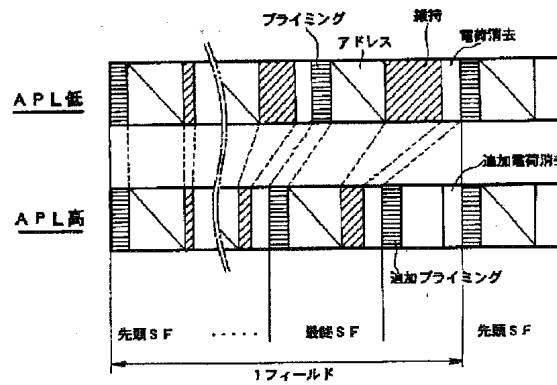 プライミング
アドレス
維持
電荷消去
ＡＰＬ低
追加電荷消去
ＡＰＬ高
追加プライミング
先頭ＳＦ
・・・・・
最終ＳＦ
先頭ＳＦ
１フィールド